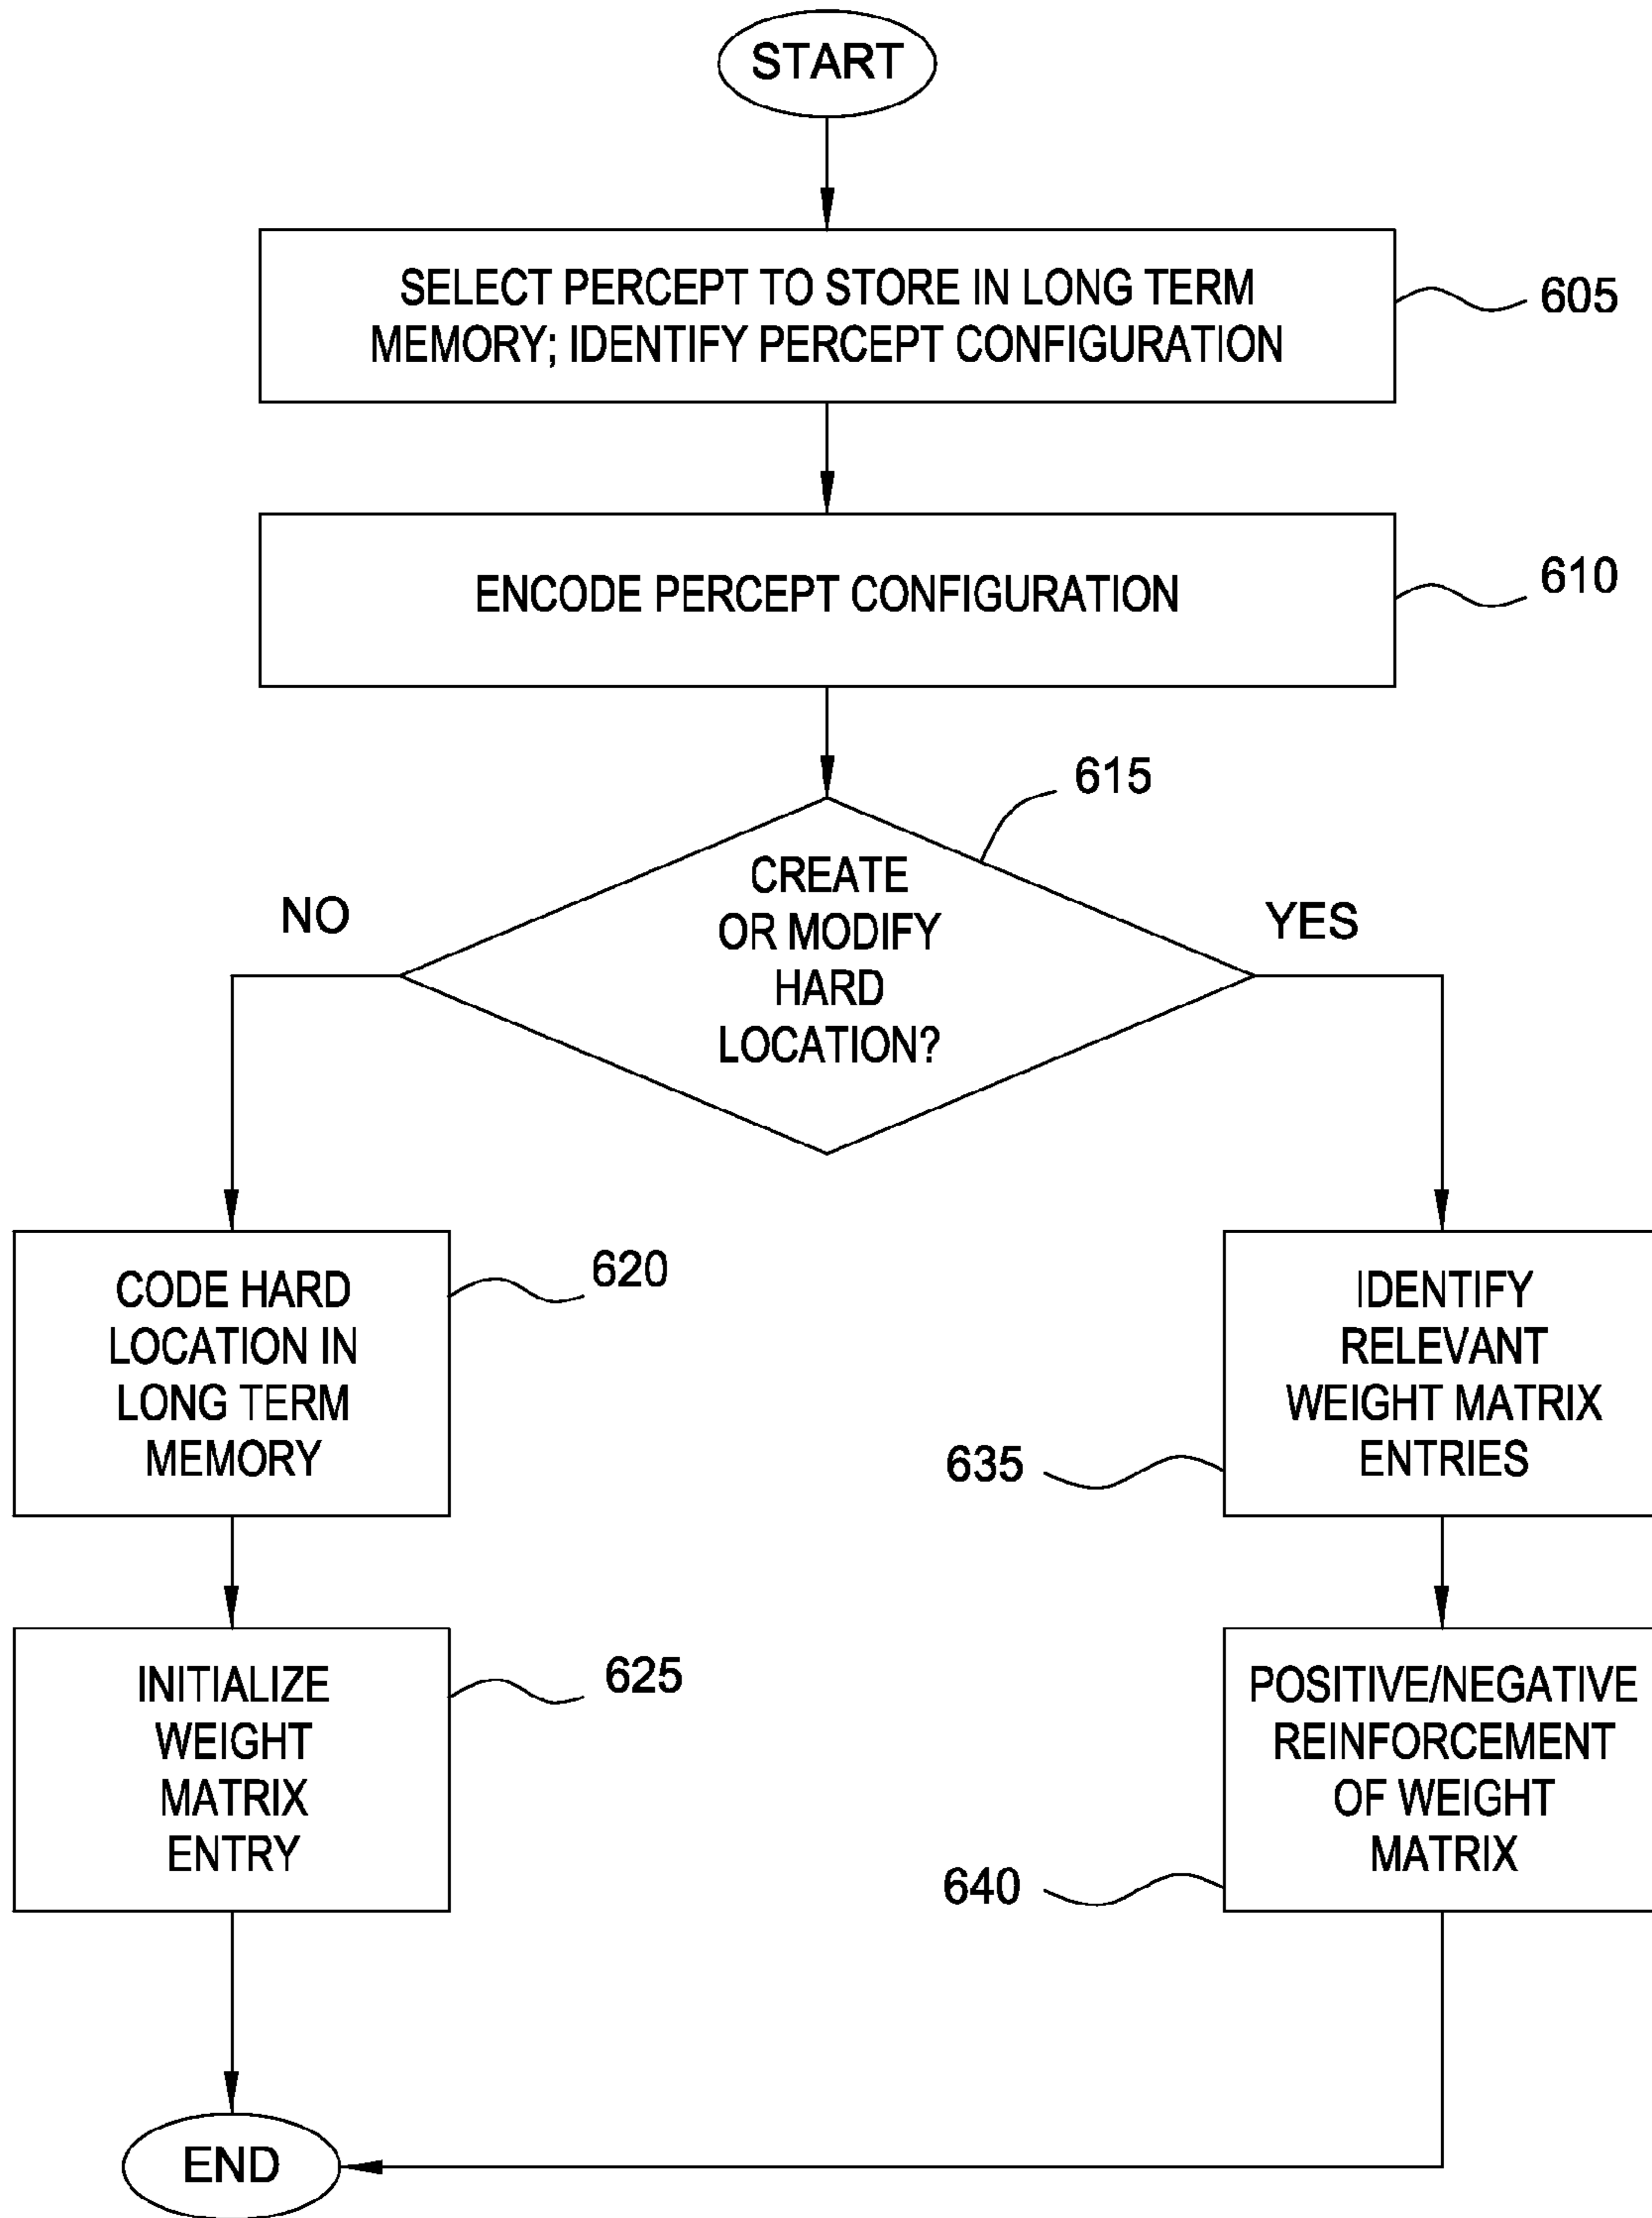 START
SELECT PERCEPT TO STORE IN LONG TERM
MEMORY; IDENTIFY PERCEPT CONFIGURATION
605
ENCODE PERCEPT CONFIGURATION
610
615
CREATE
OR MODIFY
HARD
LOCATION?
NO
YES
CODE HARD
LOCATION IN
LONG TERM
MEMORY
620
IDENTIFY
RELEVANT
WEIGHT MATRIX
ENTRIES
635
INITIALIZE
WEIGHT
MATRIX
ENTRY
625
POSITIVE/NEGATIVE
REINFORCEMENT
OF WEIGHT
MATRIX
640
END